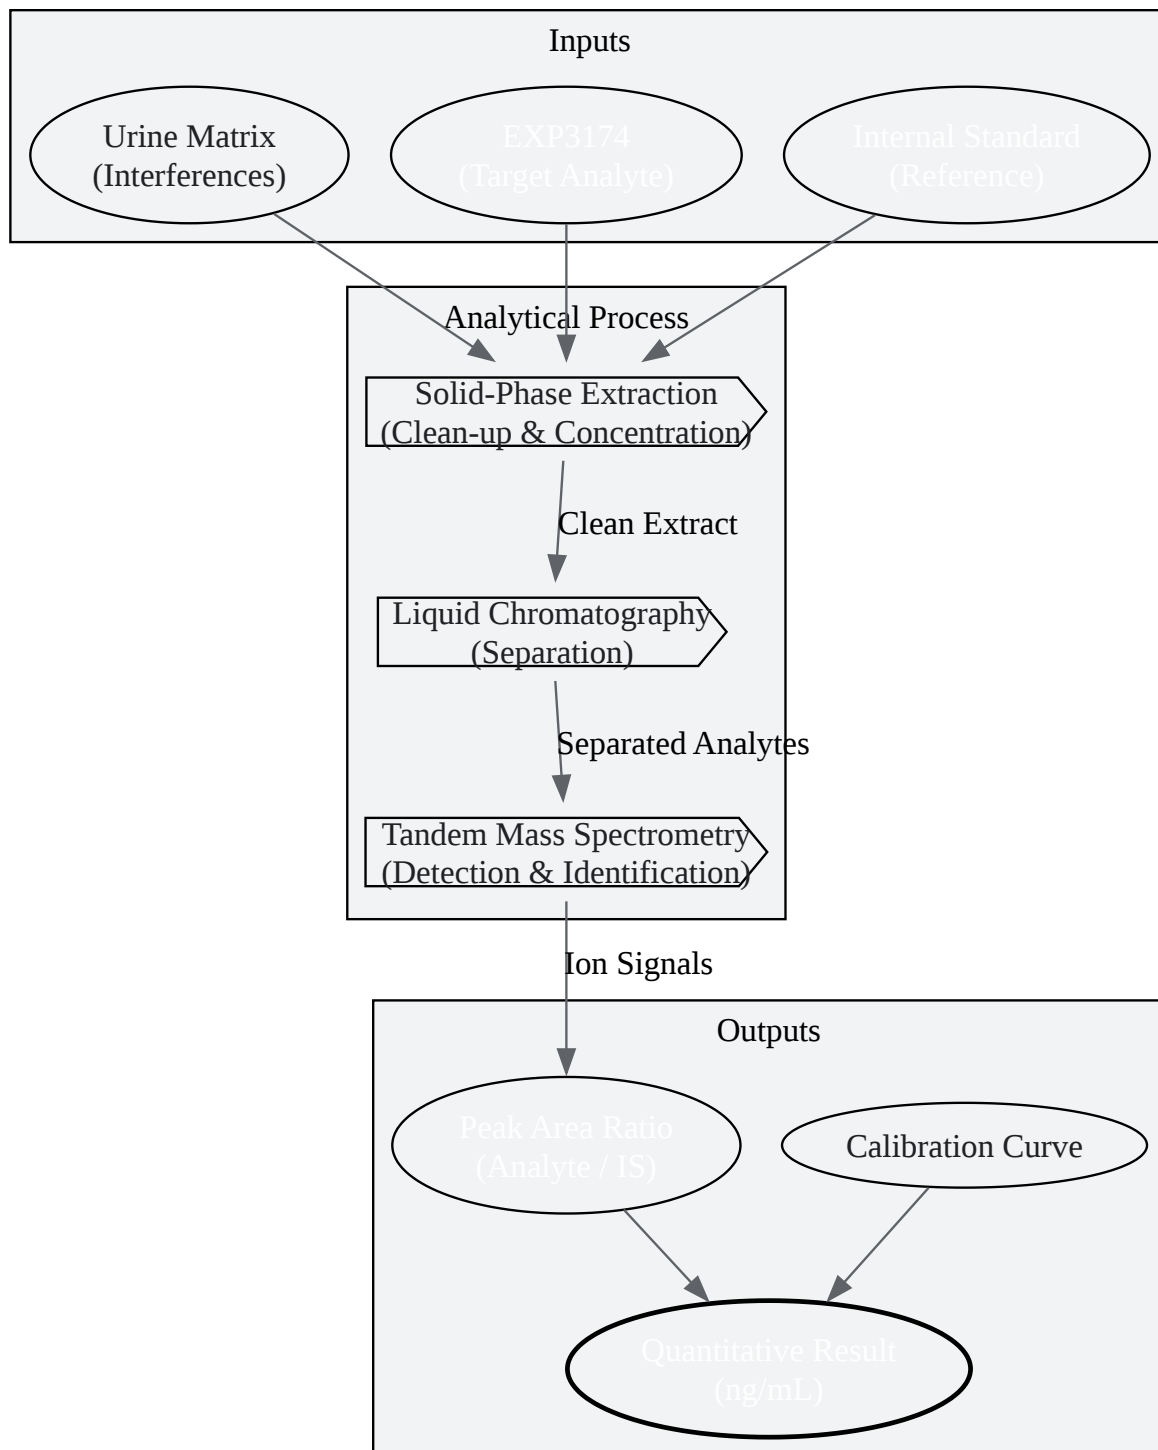 Inputs
Urine Matrix
(Interferences)
EXP3174
(Target Analyte)
Internal Standard
(Reference)
Analytical Process
Solid-Phase Extraction
(Clean-up & Concentration)
Clean Extract
Liquid Chromatography
(Separation)
Separated Analytes
Tandem Mass Spectrometry
(Detection & Identification)
Ion Signals
Outputs
Peak Area Ratio
(Analyte / IS)
Calibration Curve
Quantitative Result
(ng/mL)